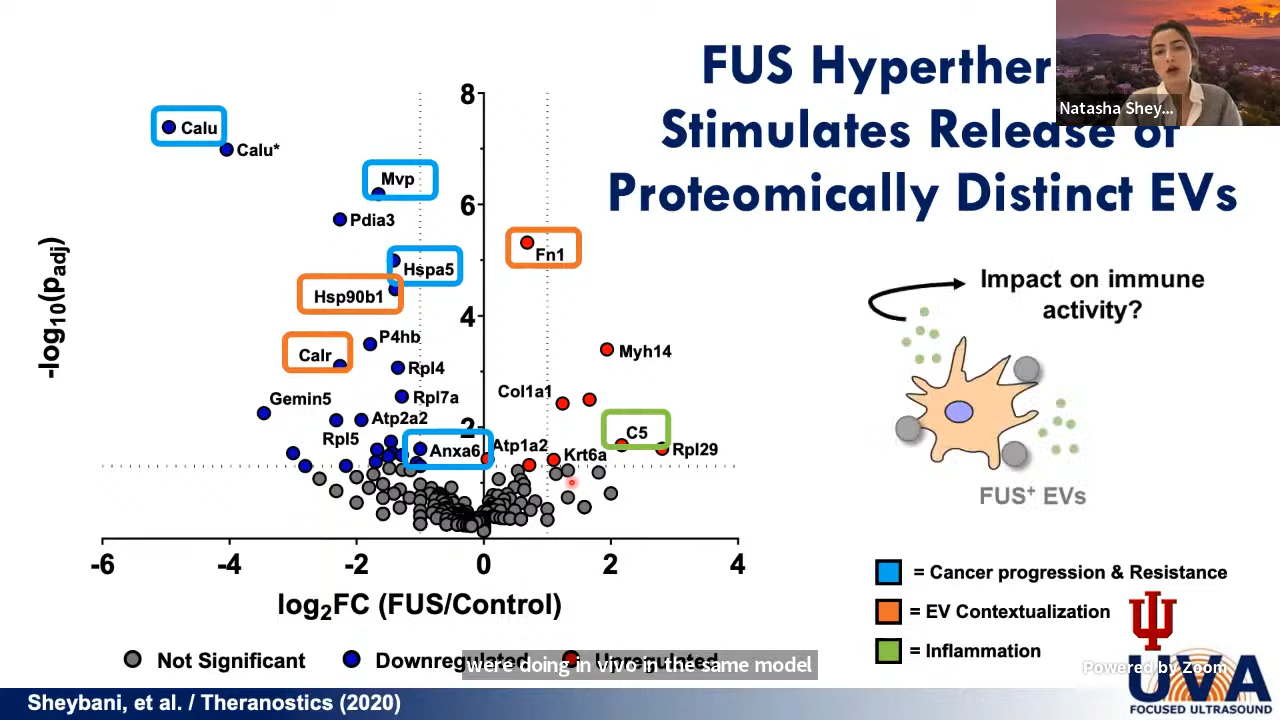 FUS Hyperther
Stimulates Release of
Proteomically Distinct EVs
Natasha Shey...
8
6
4
2
-log10(padj)
Calu
Calu*
Mvp
Pdia3
Hspa5
Hsp90b1
P4hb
Calr
Rpl4
Rpl7a
Gemin5
Atp2a2
Rpl5
Anxa6
Fn1
Myh14
Col1a1
C5
Atp1a2
Krt6a
Rpl29
-6 -4 -2 0 2 4
log2FC (FUS/Control)
Not Significant Downregulated Upregulated
were doing in vivo in the same model
Impact on immune
activity?
FUS+ EVs
= Cancer progression & Resistance
= EV Contextualization
= Inflammation
Powered by Zoom
UVA
FOCUSED ULTRASOUND
Sheybani, et al. / Theranostics (2020)